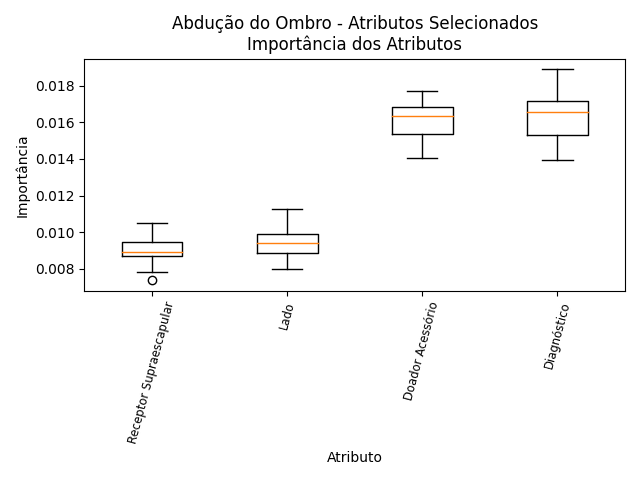 Abdução do Ombro - Atributos Selecionados
Importância dos Atributos
Importância
0.018
0.016
0.014
0.012
0.010
0.008
Receptor Supraescapular
Lado
Doador Acessório
Diagnóstico
Atributo